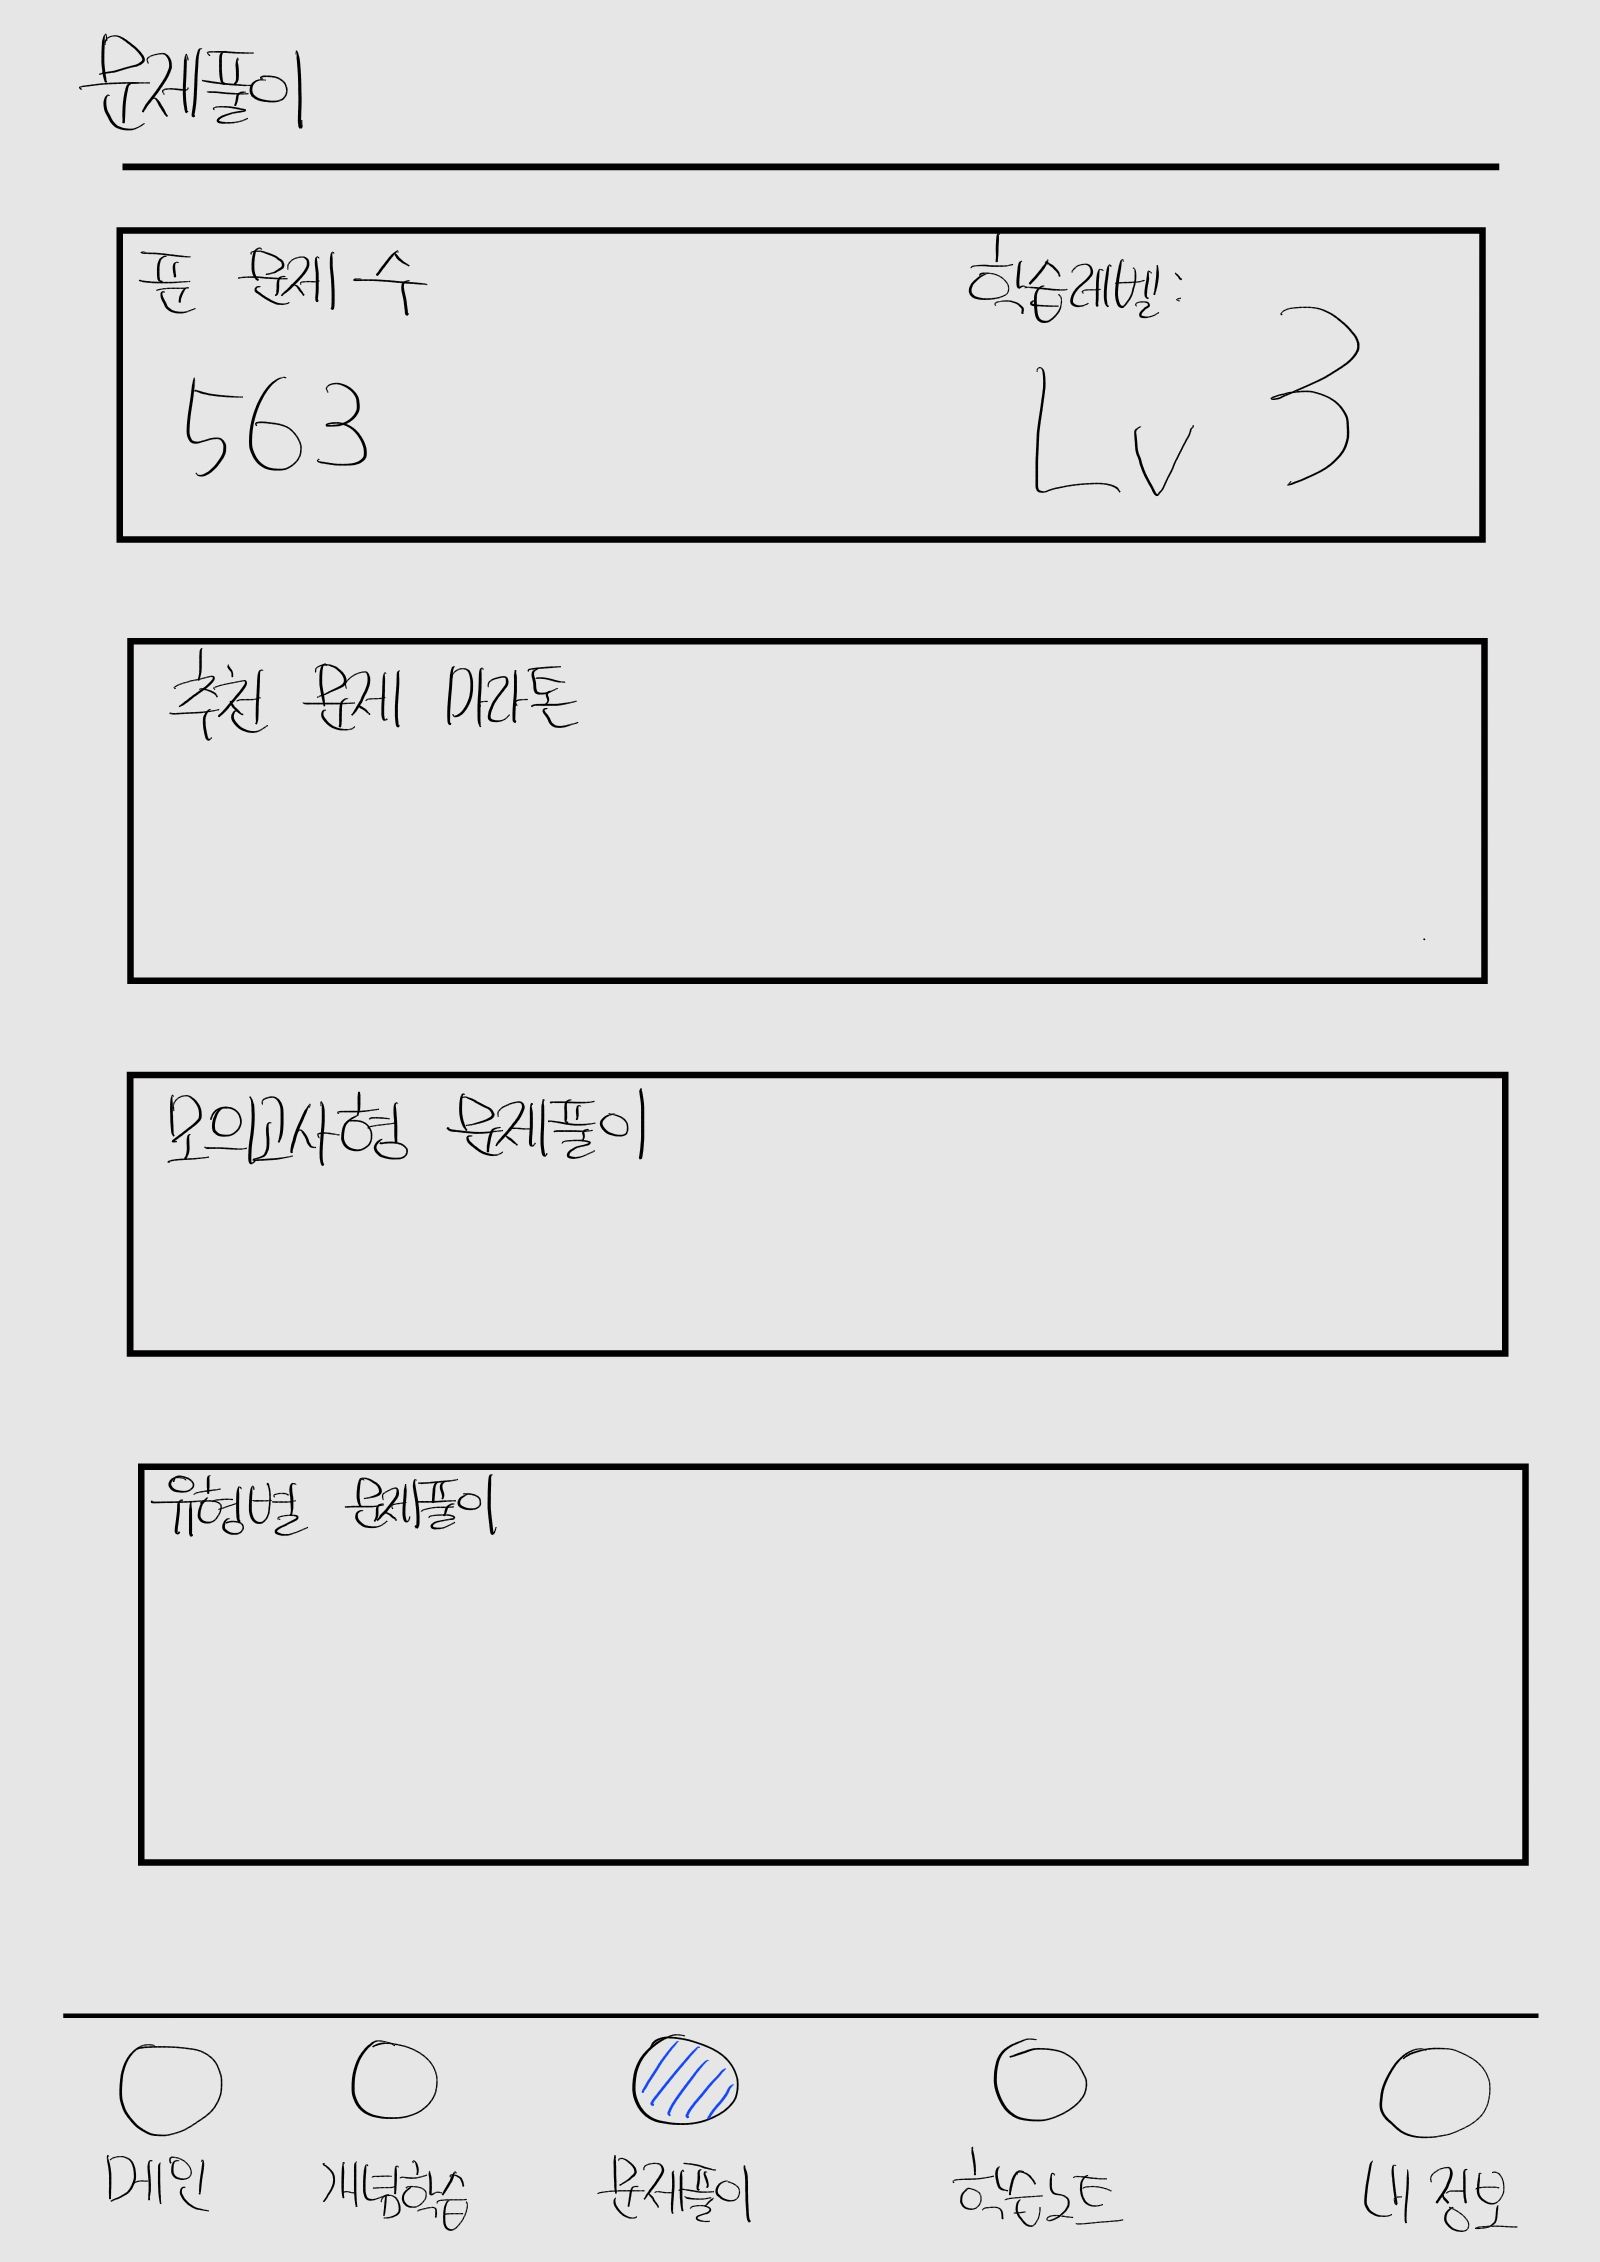 문제풀이
푼 문제 수
학습레벨:
563
Lv 3
추천 문제 마라톤
모의고사형 문제풀이
유형별 문제풀이
메인
개념학습
문제풀이
학습노트
내 정보